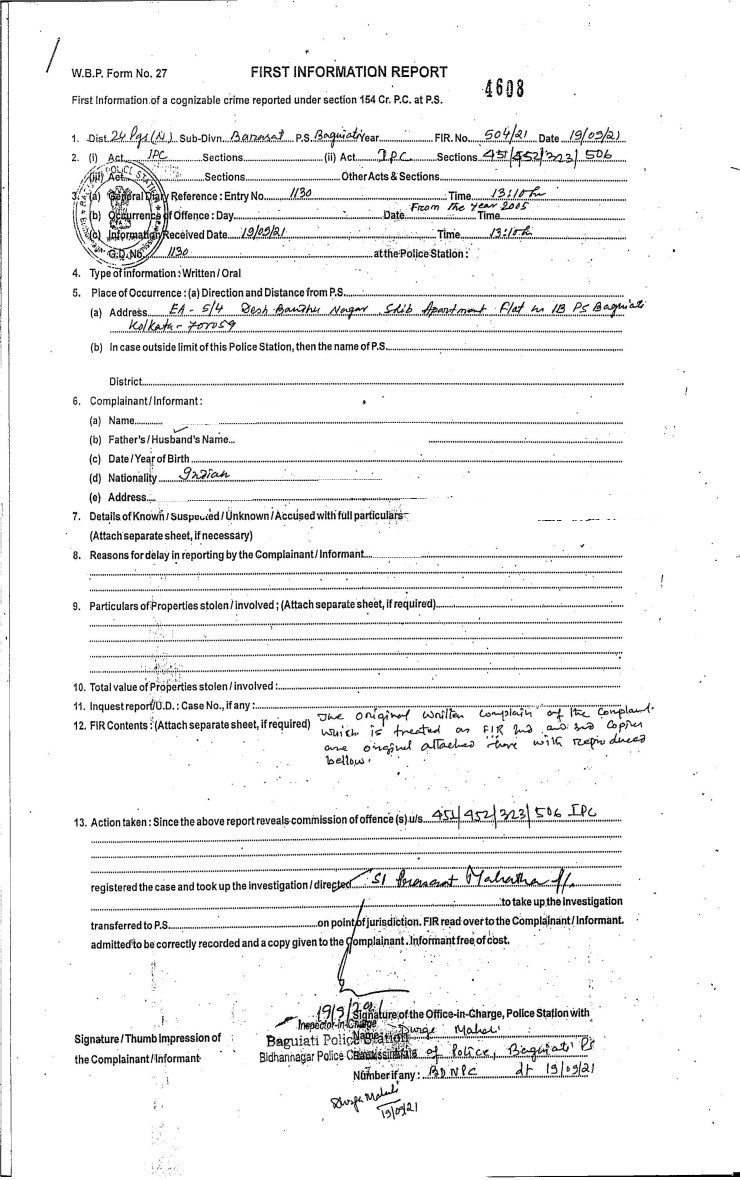 W.B.P. Form No. 27
FIRST INFORMATION REPORT
4608
First Information of a cognizable crime reported under section 154 Cr. P.C. at P.S.
1. Dist. 24 Pgs (N) Sub-Divn. Barasat P.S. Baguiati Year FIR. No. 504/21 Date 19/09/21
2. (i) Act IPC Sections (ii) Act IPC Sections 451/452/323/506
(iii) Act Sections Other Acts & Sections
3. (a) General Diary Reference : Entry No. 1130 Time 13:10 hr
(b) Occurrence of Offence : Day Date From the year 2005 Time
(c) Information Received Date 19/09/21 Time 13:10 hr
G.D. No. 1130 at the Police Station :
4. Type of information : Written / Oral
5. Place of Occurrence : (a) Direction and Distance from P.S.
(a) Address EA - 5/4 Desh Bandhu Nagar Apartment Flat no 1B PS Baguiati
Kolkata - 700059
(b) In case outside limit of this Police Station, then the name of P.S.
District
6. Complainant / Informant :
(a) Name
(b) Father's / Husband's Name
(c) Date / Year of Birth
(d) Nationality Indian
(e) Address
7. Details of Known / Suspected / Unknown / Accused with full particulars
(Attach separate sheet, if necessary)
8. Reasons for delay in reporting by the Complainant / Informant
9. Particulars of Properties stolen / involved ; (Attach separate sheet, if required)
10. Total value of Properties stolen / involved :
11. Inquest report/U.D. : Case No., if any :
12. FIR Contents : (Attach separate sheet, if required) The original written complain of the Complaint.
which is treated as FIR 2nd and 3rd copies
are original attached here with reproduced
bellow.
13. Action taken : Since the above report reveals commission of offence (s) u/s. 451/452/323/506 IPC
registered the case and took up the investigation / directed SI Mahatha
to take up the Investigation
transferred to P.S. on point of jurisdiction. FIR read over to the Complainant / Informant.
admitted to be correctly recorded and a copy given to the Complainant . Informant free of cost.
19/9/2021
Signature of the Office-in-Charge, Police Station with
Inspector-in-Charge
Name Durga Mahali
Signature / Thumb Impression of
Baguiati Police Station
the Complainant / Informant
Bidhannagar Police of Police, Baguiati PS
Number if any : BDNPC dt 19/09/21
Durga Mahali
19/09/21